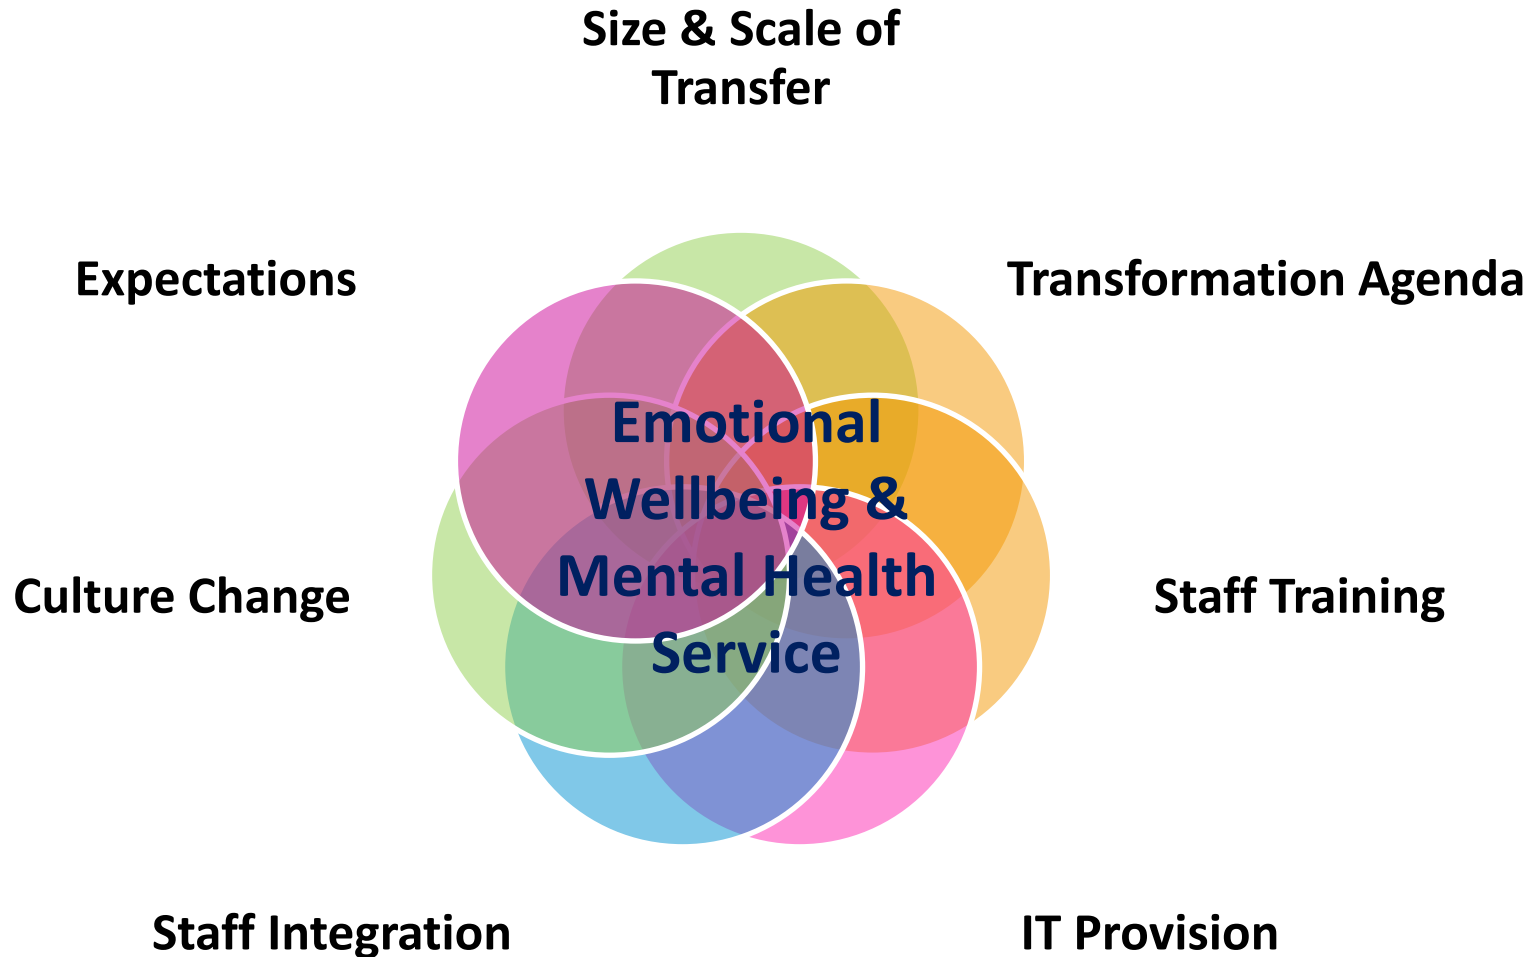 Size & Scale of
Transfer
Expectations
Transformation Agenda
Emotional
Wellbeing &
Mental Health
Service
Culture Change
Staff Training
Staff Integration
IT Provision